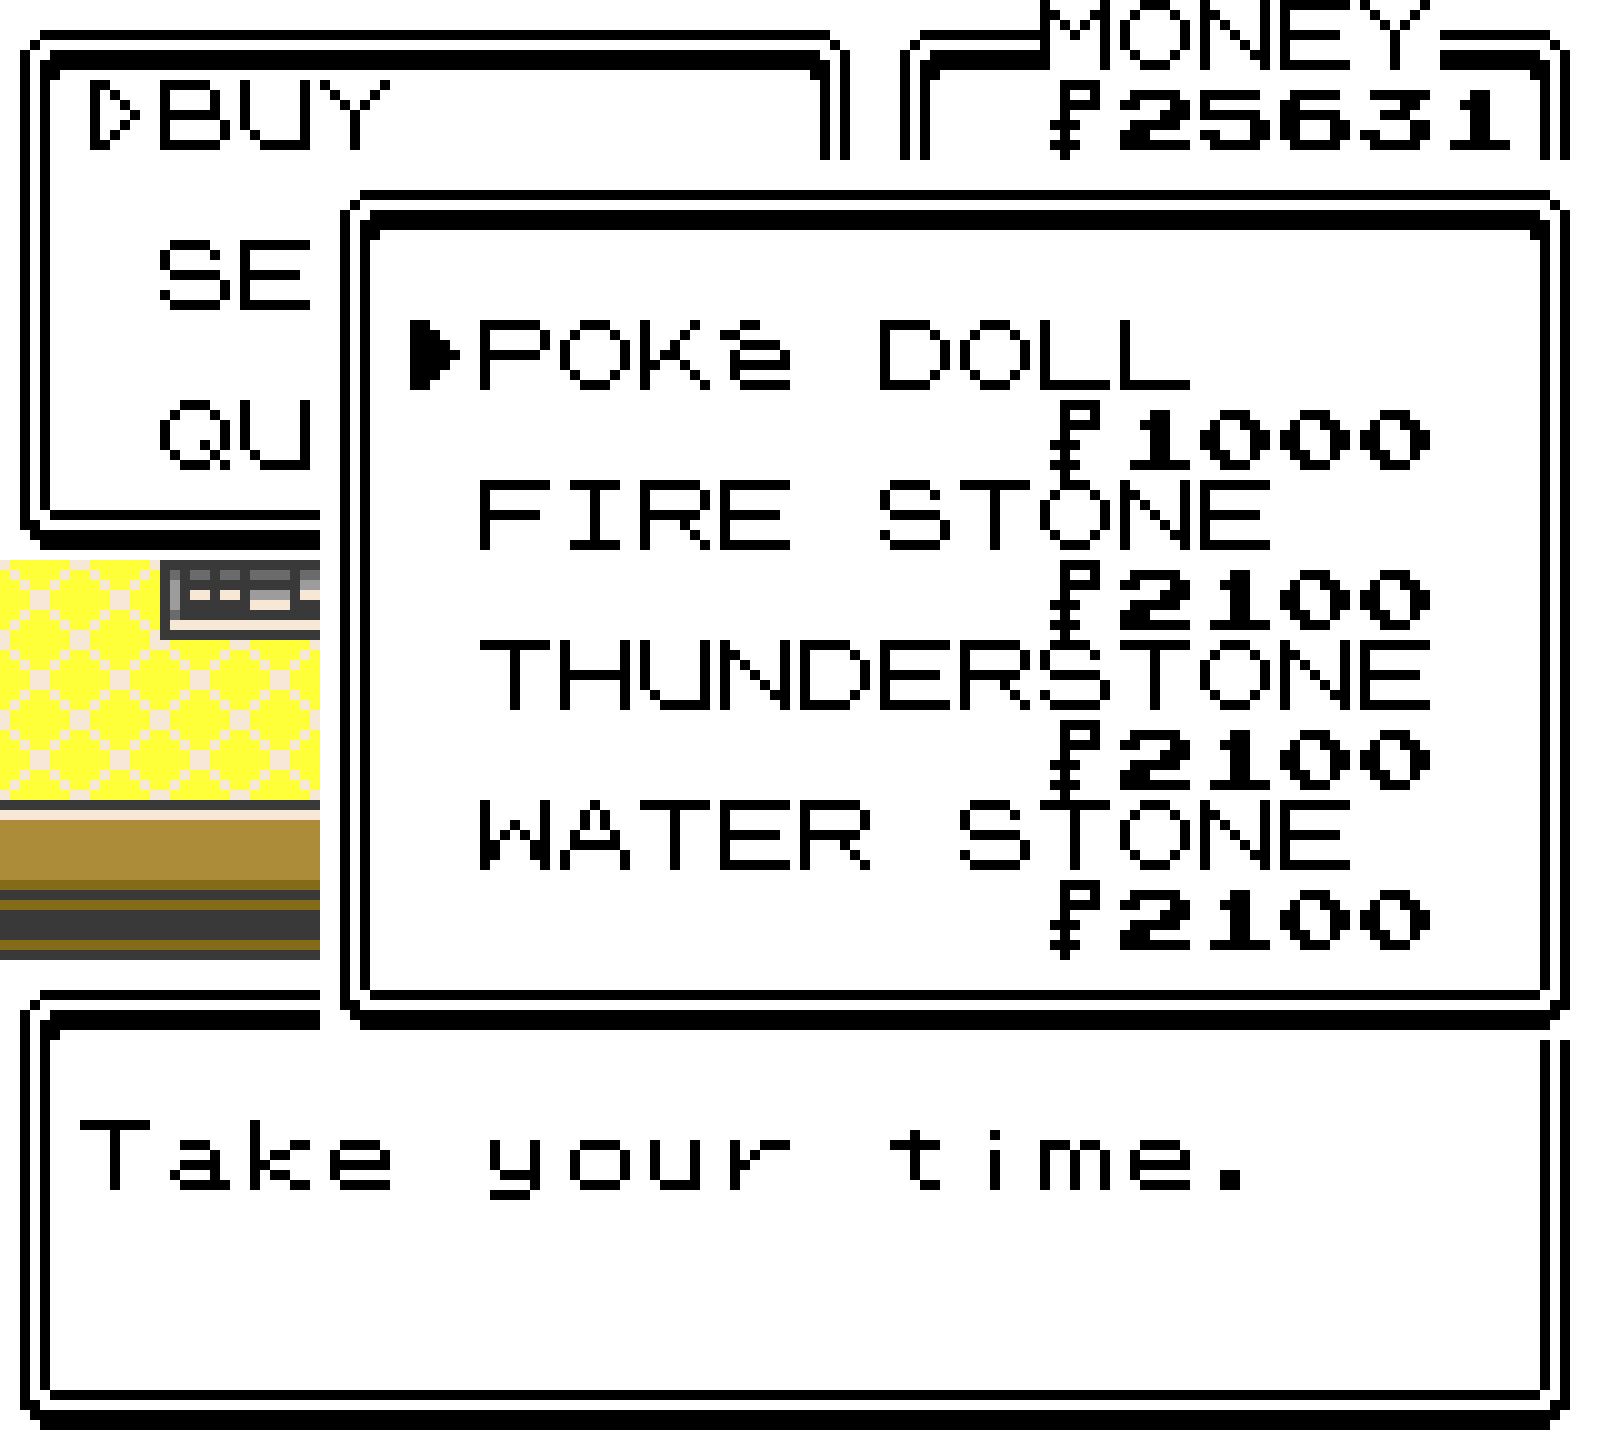 MONEY
▷BUY
₽25631
SE
▶POKé DOLL
₽1000
QU
FIRE STONE
₽2100
THUNDERSTONE
₽2100
WATER STONE
₽2100
Take your time.